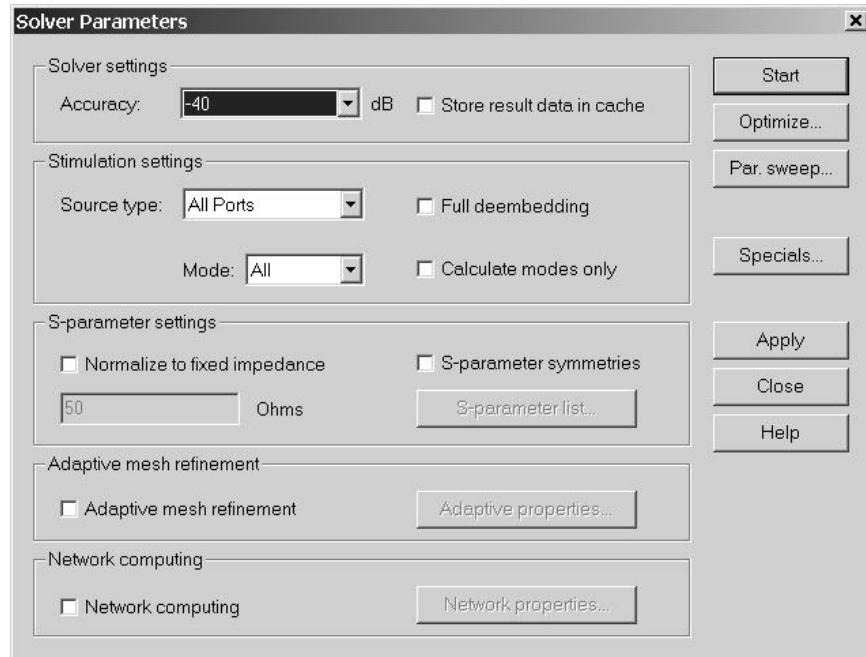 Solver Parameters
Solver settings
Accuracy: -40 dB Store result data in cache
Stimulation settings
Source type: All Ports Full deembedding
Mode: All Calculate modes only
S-parameter settings
Normalize to fixed impedance S-parameter symmetries
50 Ohms S-parameter list...
Adaptive mesh refinement
Adaptive mesh refinement Adaptive properties...
Network computing
Network computing Network properties...
Start
Optimize...
Par. sweep...
Specials...
Apply
Close
Help